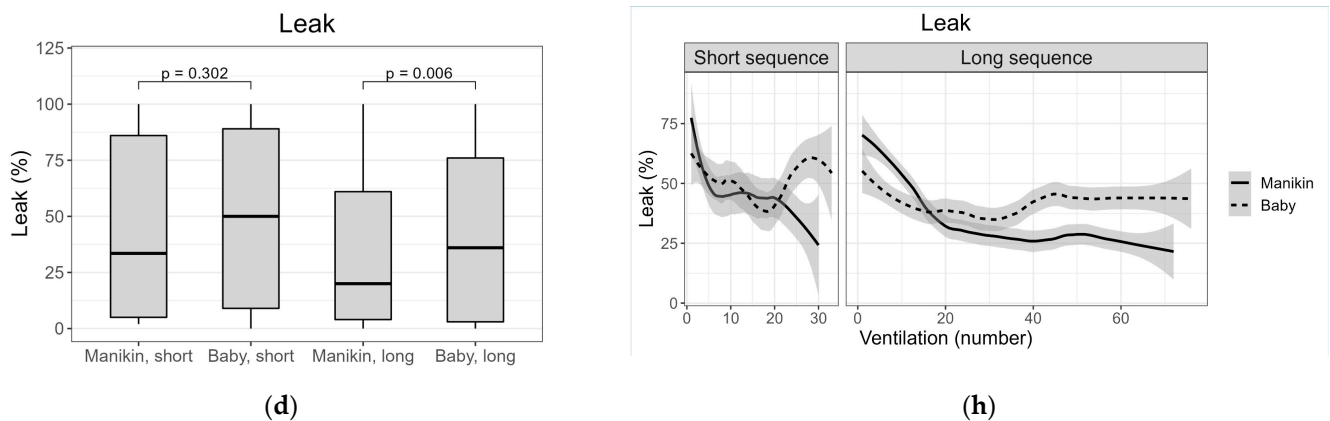 Leak
125
100
75
50
25
0
Leak (%)
p = 0.302
p = 0.006
Manikin, short
Baby, short
Manikin, long
Baby, long
(d)
Leak
Short sequence
Long sequence
75
50
25
0
Leak (%)
0 10 20 30
0 20 40 60
Ventilation (number)
Manikin
Baby
(h)